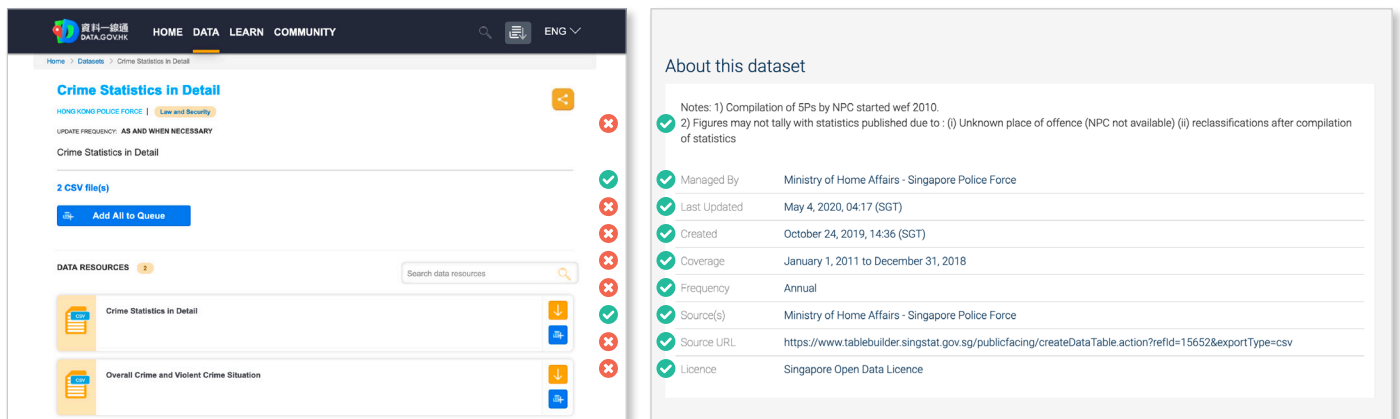 資料一線通
DATA.GOV.HK
HOME DATA LEARN COMMUNITY
ENG
Home > Datasets > Crime Statistics in Detail
Crime Statistics in Detail
HONG KONG POLICE FORCE | Law and Security
UPDATE FREQUENCY: AS AND WHEN NECESSARY
Crime Statistics in Detail
2 CSV file(s)
Add All to Queue
DATA RESOURCES 2
Search data resources
CSV
Crime Statistics in Detail
CSV
Overall Crime and Violent Crime Situation
About this dataset
Notes: 1) Compilation of 5Ps by NPC started wef 2010.
2) Figures may not tally with statistics published due to : (i) Unknown place of offence (NPC not available) (ii) reclassifications after compilation
of statistics
Managed By Ministry of Home Affairs - Singapore Police Force
Last Updated May 4, 2020, 04:17 (SGT)
Created October 24, 2019, 14:36 (SGT)
Coverage January 1, 2011 to December 31, 2018
Frequency Annual
Source(s) Ministry of Home Affairs - Singapore Police Force
Source URL https://www.tablebuilder.singstat.gov.sg/publicfacing/createDataTable.action?refId=15652&exportType=csv
Licence Singapore Open Data Licence